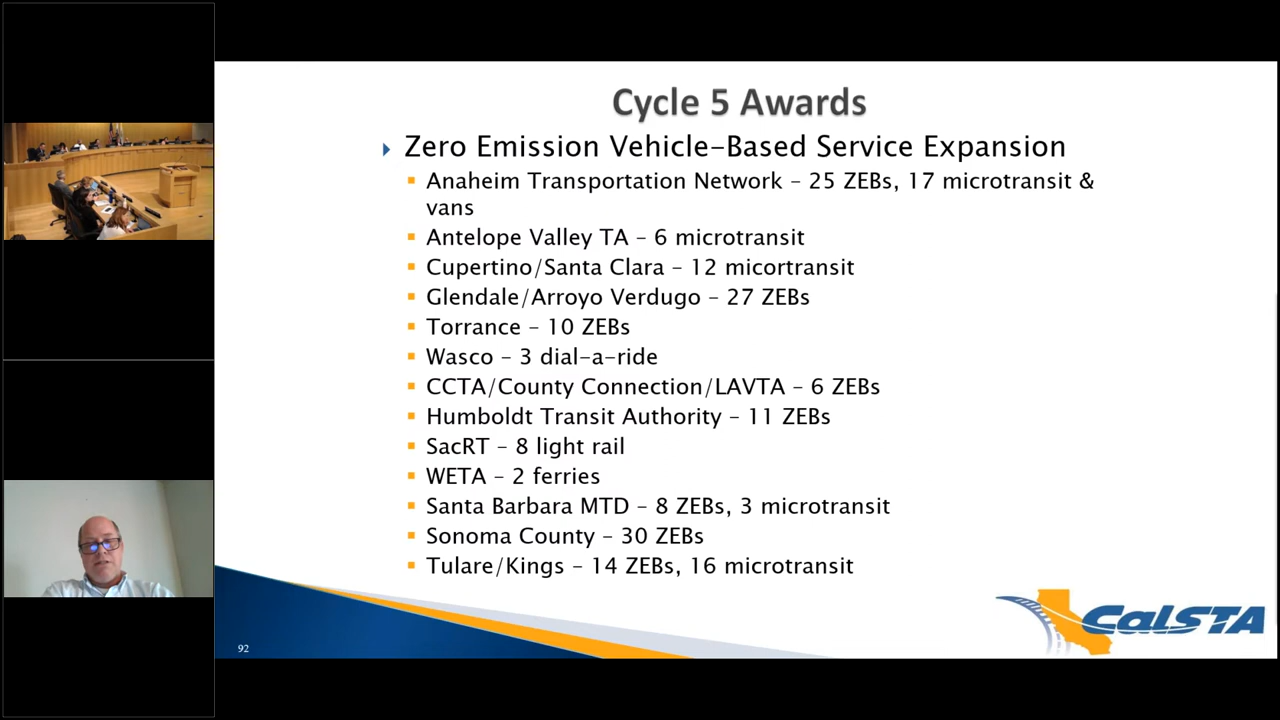 Cycle 5 Awards
Zero Emission Vehicle-Based Service Expansion
Anaheim Transportation Network – 25 ZEBs, 17 microtransit &
vans
Antelope Valley TA – 6 microtransit
Cupertino/Santa Clara – 12 micortransit
Glendale/Arroyo Verdugo – 27 ZEBs
Torrance – 10 ZEBs
Wasco – 3 dial-a-ride
CCTA/County Connection/LAVTA – 6 ZEBs
Humboldt Transit Authority – 11 ZEBs
SacRT – 8 light rail
WETA – 2 ferries
Santa Barbara MTD – 8 ZEBs, 3 microtransit
Sonoma County – 30 ZEBs
Tulare/Kings – 14 ZEBs, 16 microtransit
CalSTA
92